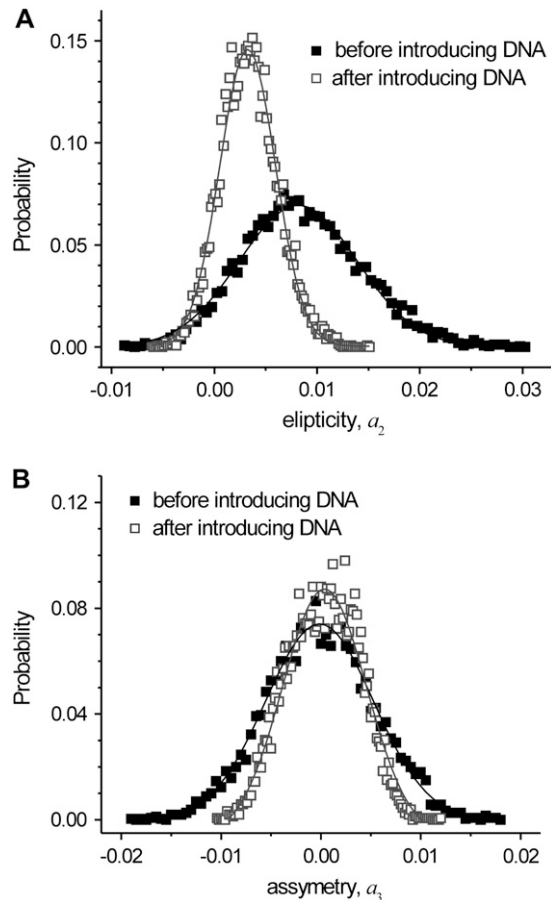 A
0.15
0.10
0.05
0.00
Probability
before introducing DNA
after introducing DNA
-0.01
0.00
0.01
0.02
0.03
elipticity, a2
B
0.12
0.08
0.04
0.00
Probability
before introducing DNA
after introducing DNA
-0.02
-0.01
0.00
0.01
0.02
assymetry, a3